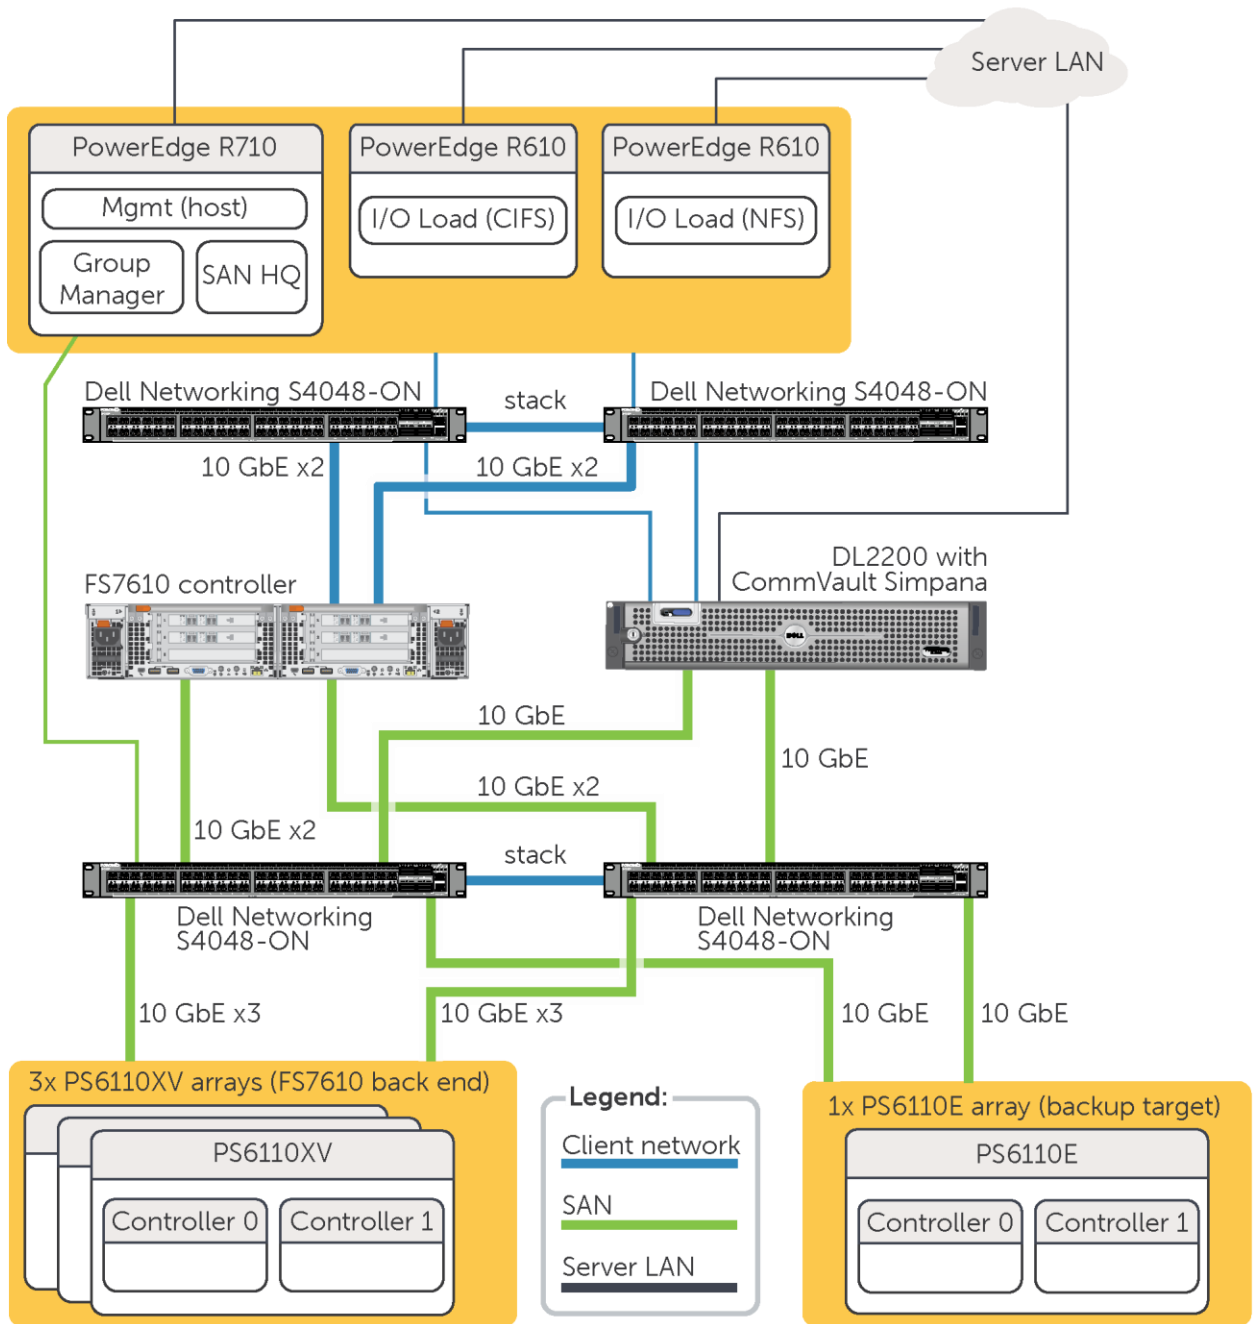 Server LAN
PowerEdge R710
PowerEdge R610
PowerEdge R610
Mgmt (host)
I/O Load (CIFS)
I/O Load (NFS)
Group
Manager
SAN HQ
Dell Networking S4048-ON
stack
Dell Networking S4048-ON
10 GbE x2
10 GbE x2
FS7610 controller
DL2200 with
CommVault Simpana
DELL
10 GbE
10 GbE
10 GbE x2
10 GbE x2
stack
Dell Networking
S4048-ON
Dell Networking
S4048-ON
10 GbE x3
10 GbE x3
10 GbE
10 GbE
3x PS6110XV arrays (FS7610 back end)
PS6110XV
Controller 0
Controller 1
Legend:
Client network
SAN
Server LAN
1x PS6110E array (backup target)
PS6110E
Controller 0
Controller 1